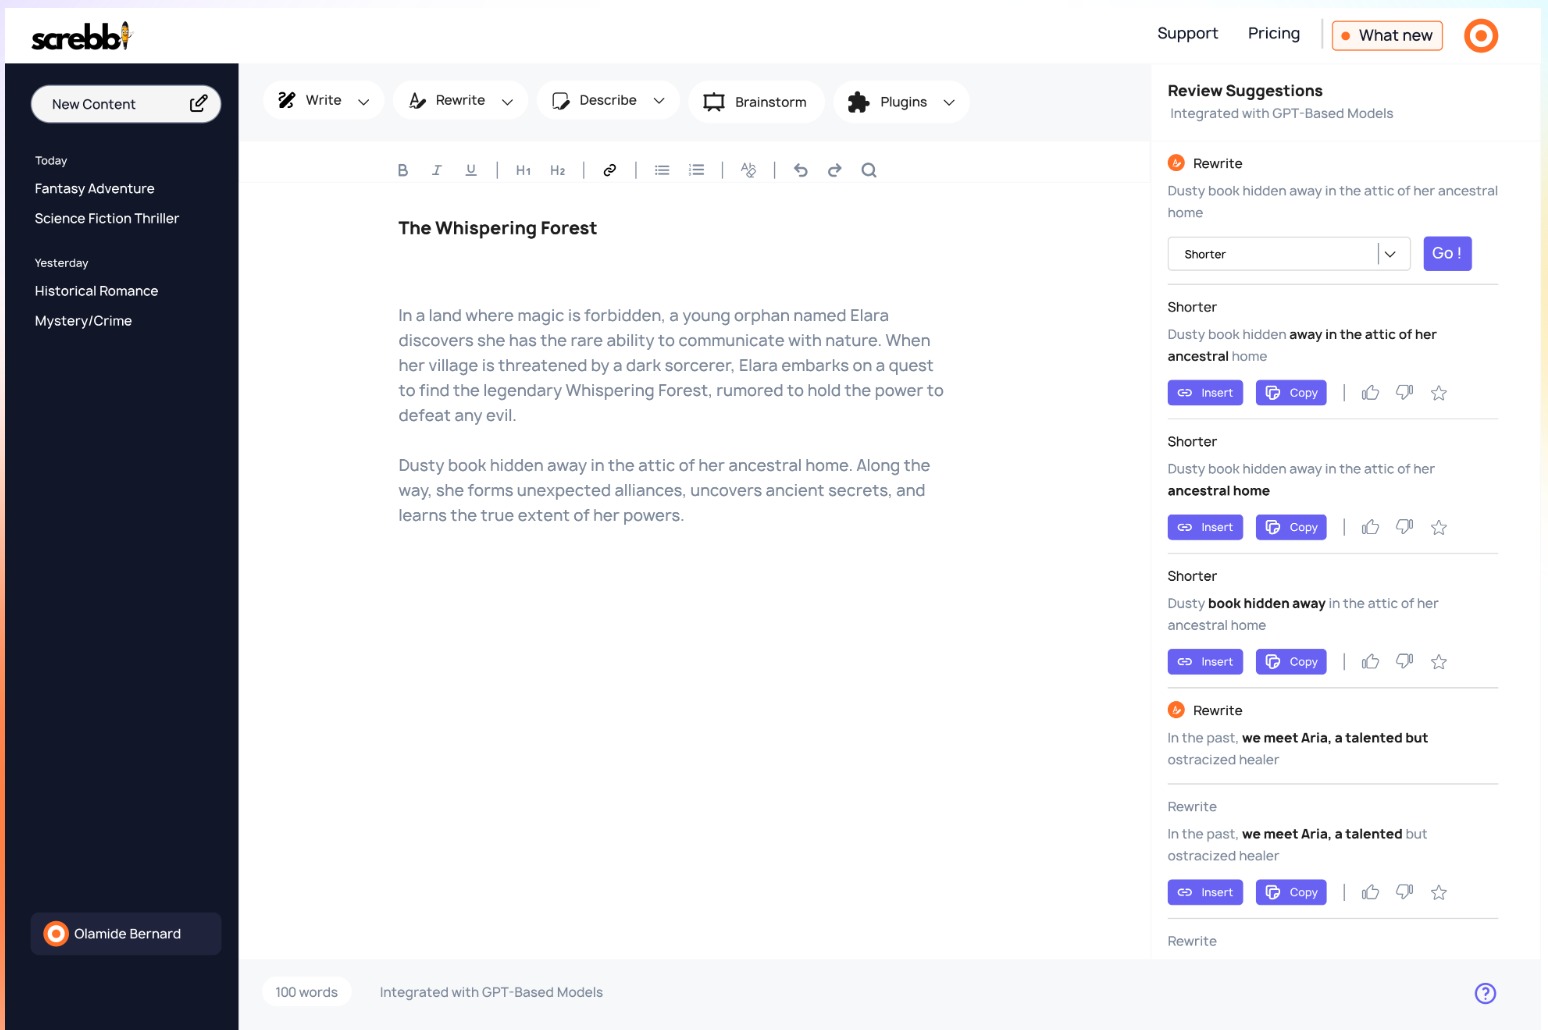 screbbl
Support
Pricing
What new
New Content
Today
Fantasy Adventure
Science Fiction Thriller
Yesterday
Historical Romance
Mystery/Crime
Olamide Bernard
Write
Rewrite
Describe
Brainstorm
Plugins
B I U H1 H2
The Whispering Forest
In a land where magic is forbidden, a young orphan named Elara
discovers she has the rare ability to communicate with nature. When
her village is threatened by a dark sorcerer, Elara embarks on a quest
to find the legendary Whispering Forest, rumored to hold the power to
defeat any evil.
Dusty book hidden away in the attic of her ancestral home. Along the
way, she forms unexpected alliances, uncovers ancient secrets, and
learns the true extent of her powers.
100 words
Integrated with GPT-Based Models
Review Suggestions
Integrated with GPT-Based Models
Rewrite
Dusty book hidden away in the attic of her ancestral
home
Shorter
Go !
Shorter
Dusty book hidden away in the attic of her
ancestral home
Insert
Copy
Shorter
Dusty book hidden away in the attic of her
ancestral home
Insert
Copy
Shorter
Dusty book hidden away in the attic of her
ancestral home
Insert
Copy
Rewrite
In the past, we meet Aria, a talented but
ostracized healer
Rewrite
In the past, we meet Aria, a talented but
ostracized healer
Insert
Copy
Rewrite